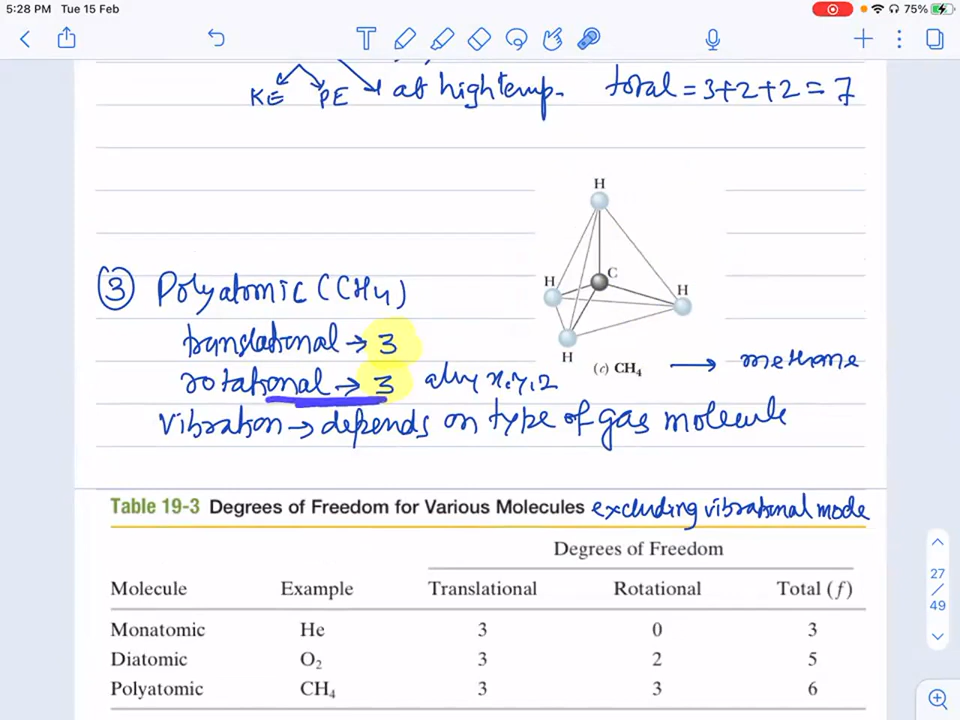 5:28 PM Tue 15 Feb 75%
KE PE at high temp. total = 3+2+2 = 7
H
C
H
H
H
(c) CH₄ → methane
③ Polyatomic (CH₄)
translational → 3
rotational → 3 along x, y, z
Vibration → depends on type of gas molecule
Table 19-3 Degrees of Freedom for Various Molecules excluding vibrational mode
Degrees of Freedom
Molecule Example Translational Rotational Total (f)
Monatomic He 3 0 3
Diatomic O₂ 3 2 5
Polyatomic CH₄ 3 3 6
27
/
49